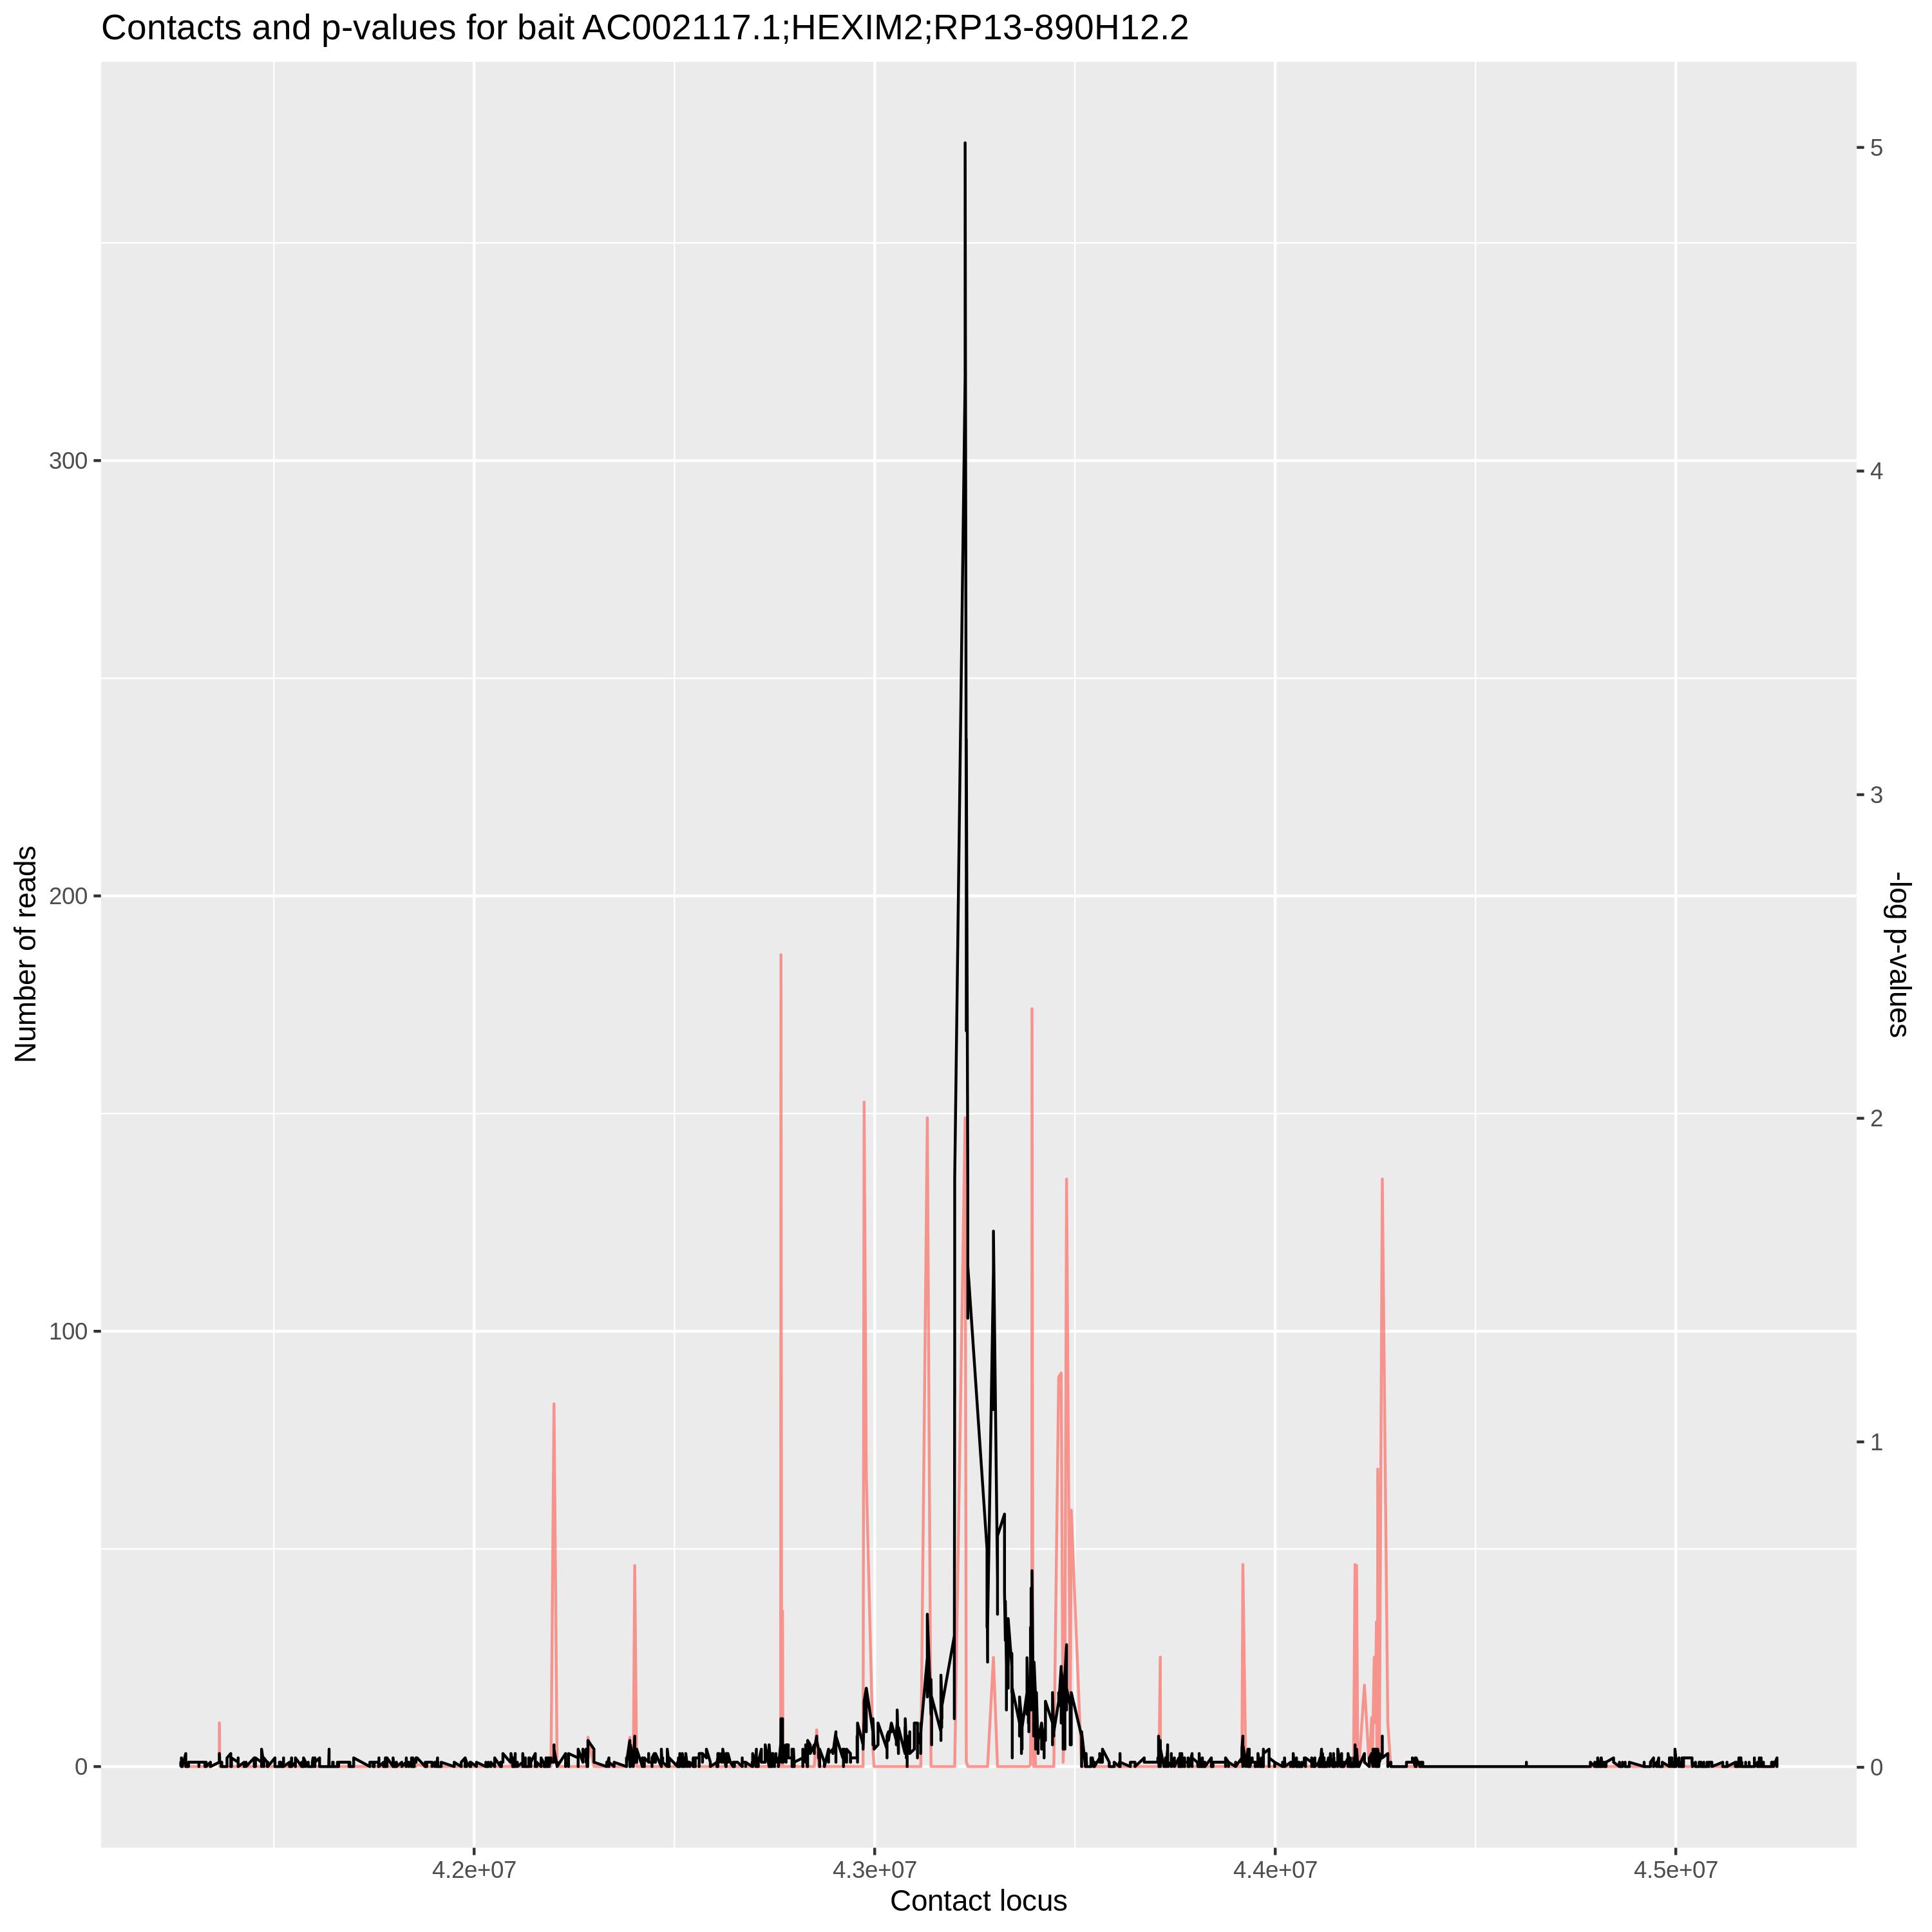 Contacts and p-values for bait AC002117.1;HEXIM2;RP13-890H12.2
5
300
4
3
Number of reads
200
-log p-values
2
100
1
0
0
4.2e+07
4.3e+07
4.4e+07
4.5e+07
Contact locus